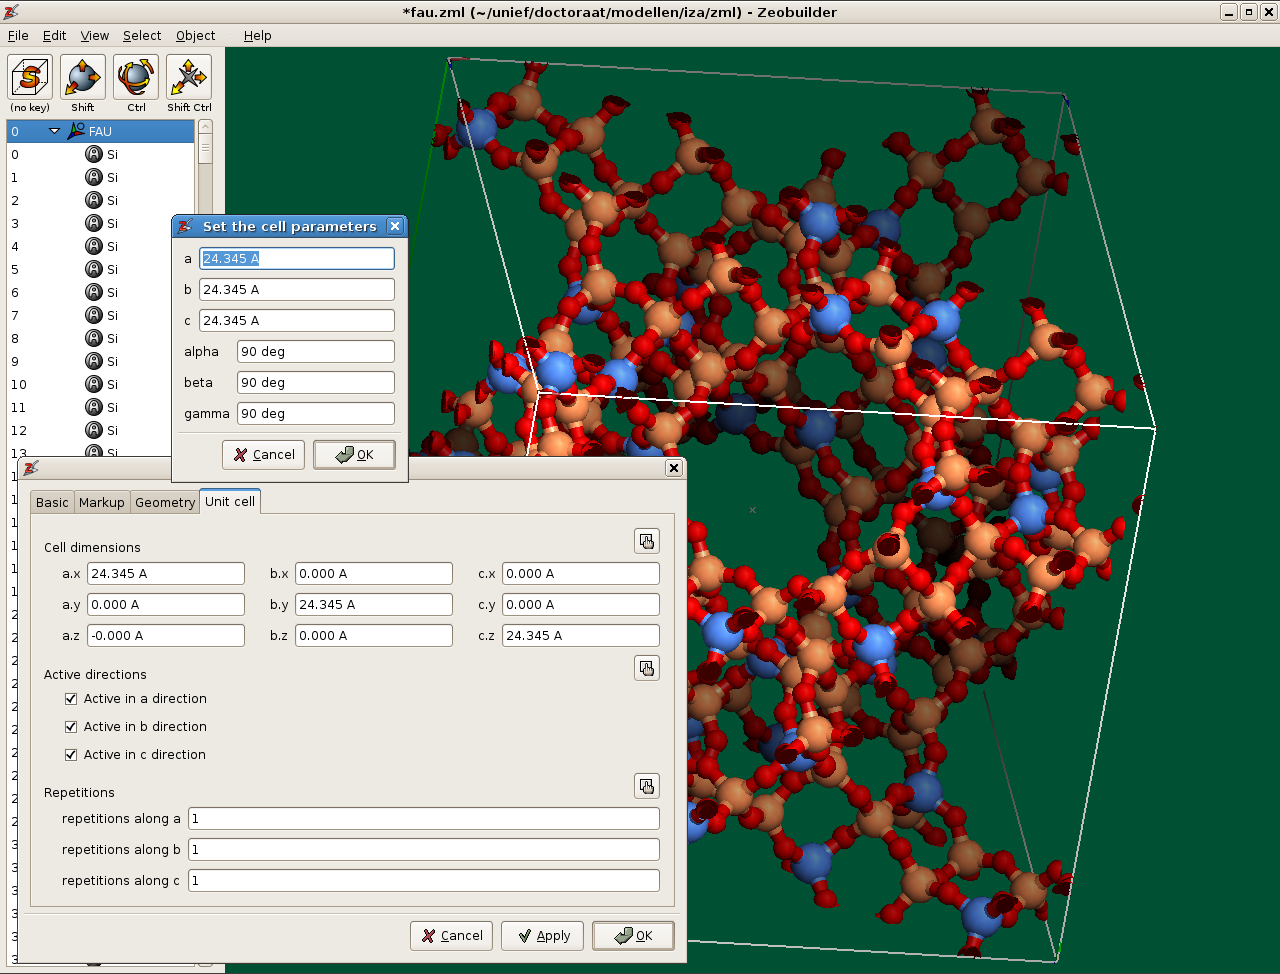 *fau.zml (~/unief/doctoraat/modellen/iza/zml) - Zeobuilder
File Edit View Select Object Help
(no key) Shift Ctrl Shift Ctrl
0 FAU
0 Si
1 Si
2 Si
3 Si
4 Si
5 Si
6 Si
7 Si
8 Si
9 Si
10 Si
11 Si
12 Si
13 Si
Set the cell parameters
a 24.345 A
b 24.345 A
c 24.345 A
alpha 90 deg
beta 90 deg
gamma 90 deg
Cancel OK
Basic Markup Geometry Unit cell
Cell dimensions
a.x 24.345 A b.x 0.000 A c.x 0.000 A
a.y 0.000 A b.y 24.345 A c.y 0.000 A
a.z -0.000 A b.z 0.000 A c.z 24.345 A
Active directions
Active in a direction
Active in b direction
Active in c direction
Repetitions
repetitions along a 1
repetitions along b 1
repetitions along c 1
Cancel Apply OK